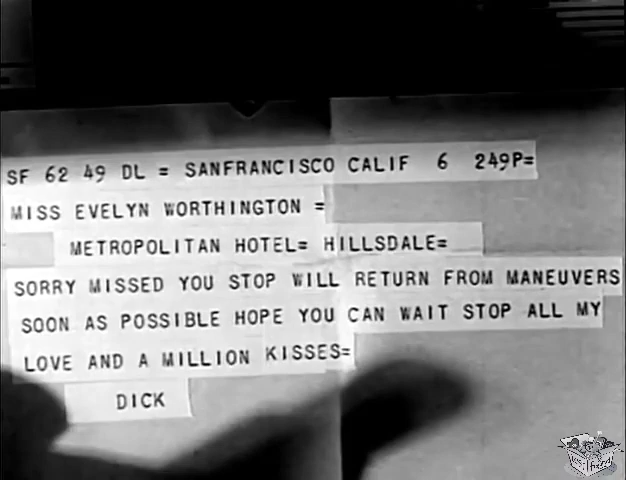 SF 62 49 DL = SANFRANCISCO CALIF 6 249P=
MISS EVELYN WORTHINGTON =
METROPOLITAN HOTEL= HILLSDALE=
SORRY MISSED YOU STOP WILL RETURN FROM MANEUVERS
SOON AS POSSIBLE HOPE YOU CAN WAIT STOP ALL MY
LOVE AND A MILLION KISSES=
DICK